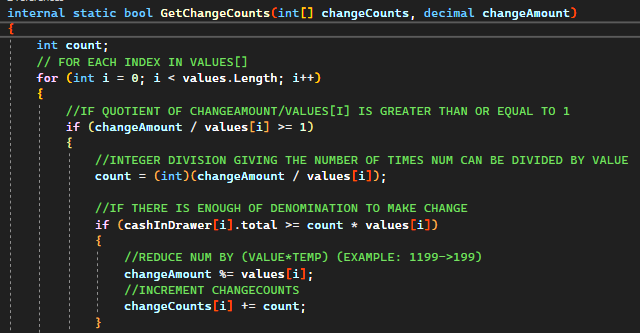 internal static bool GetChangeCounts(int[] changeCounts, decimal changeAmount)
{
int count;
// FOR EACH INDEX IN VALUES[]
for (int i = 0; i < values.Length; i++)
{
//IF QUOTIENT OF CHANGEAMOUNT/VALUES[I] IS GREATER THAN OR EQUAL TO 1
if (changeAmount / values[i] >= 1)
{
//INTEGER DIVISION GIVING THE NUMBER OF TIMES NUM CAN BE DIVIDED BY VALUE
count = (int)(changeAmount / values[i]);
//IF THERE IS ENOUGH OF DENOMINATION TO MAKE CHANGE
if (cashInDrawer[i].total >= count * values[i])
{
//REDUCE NUM BY (VALUE*TEMP) (EXAMPLE: 1199->199)
changeAmount %= values[i];
//INCREMENT CHANGECOUNTS
changeCounts[i] += count;
}